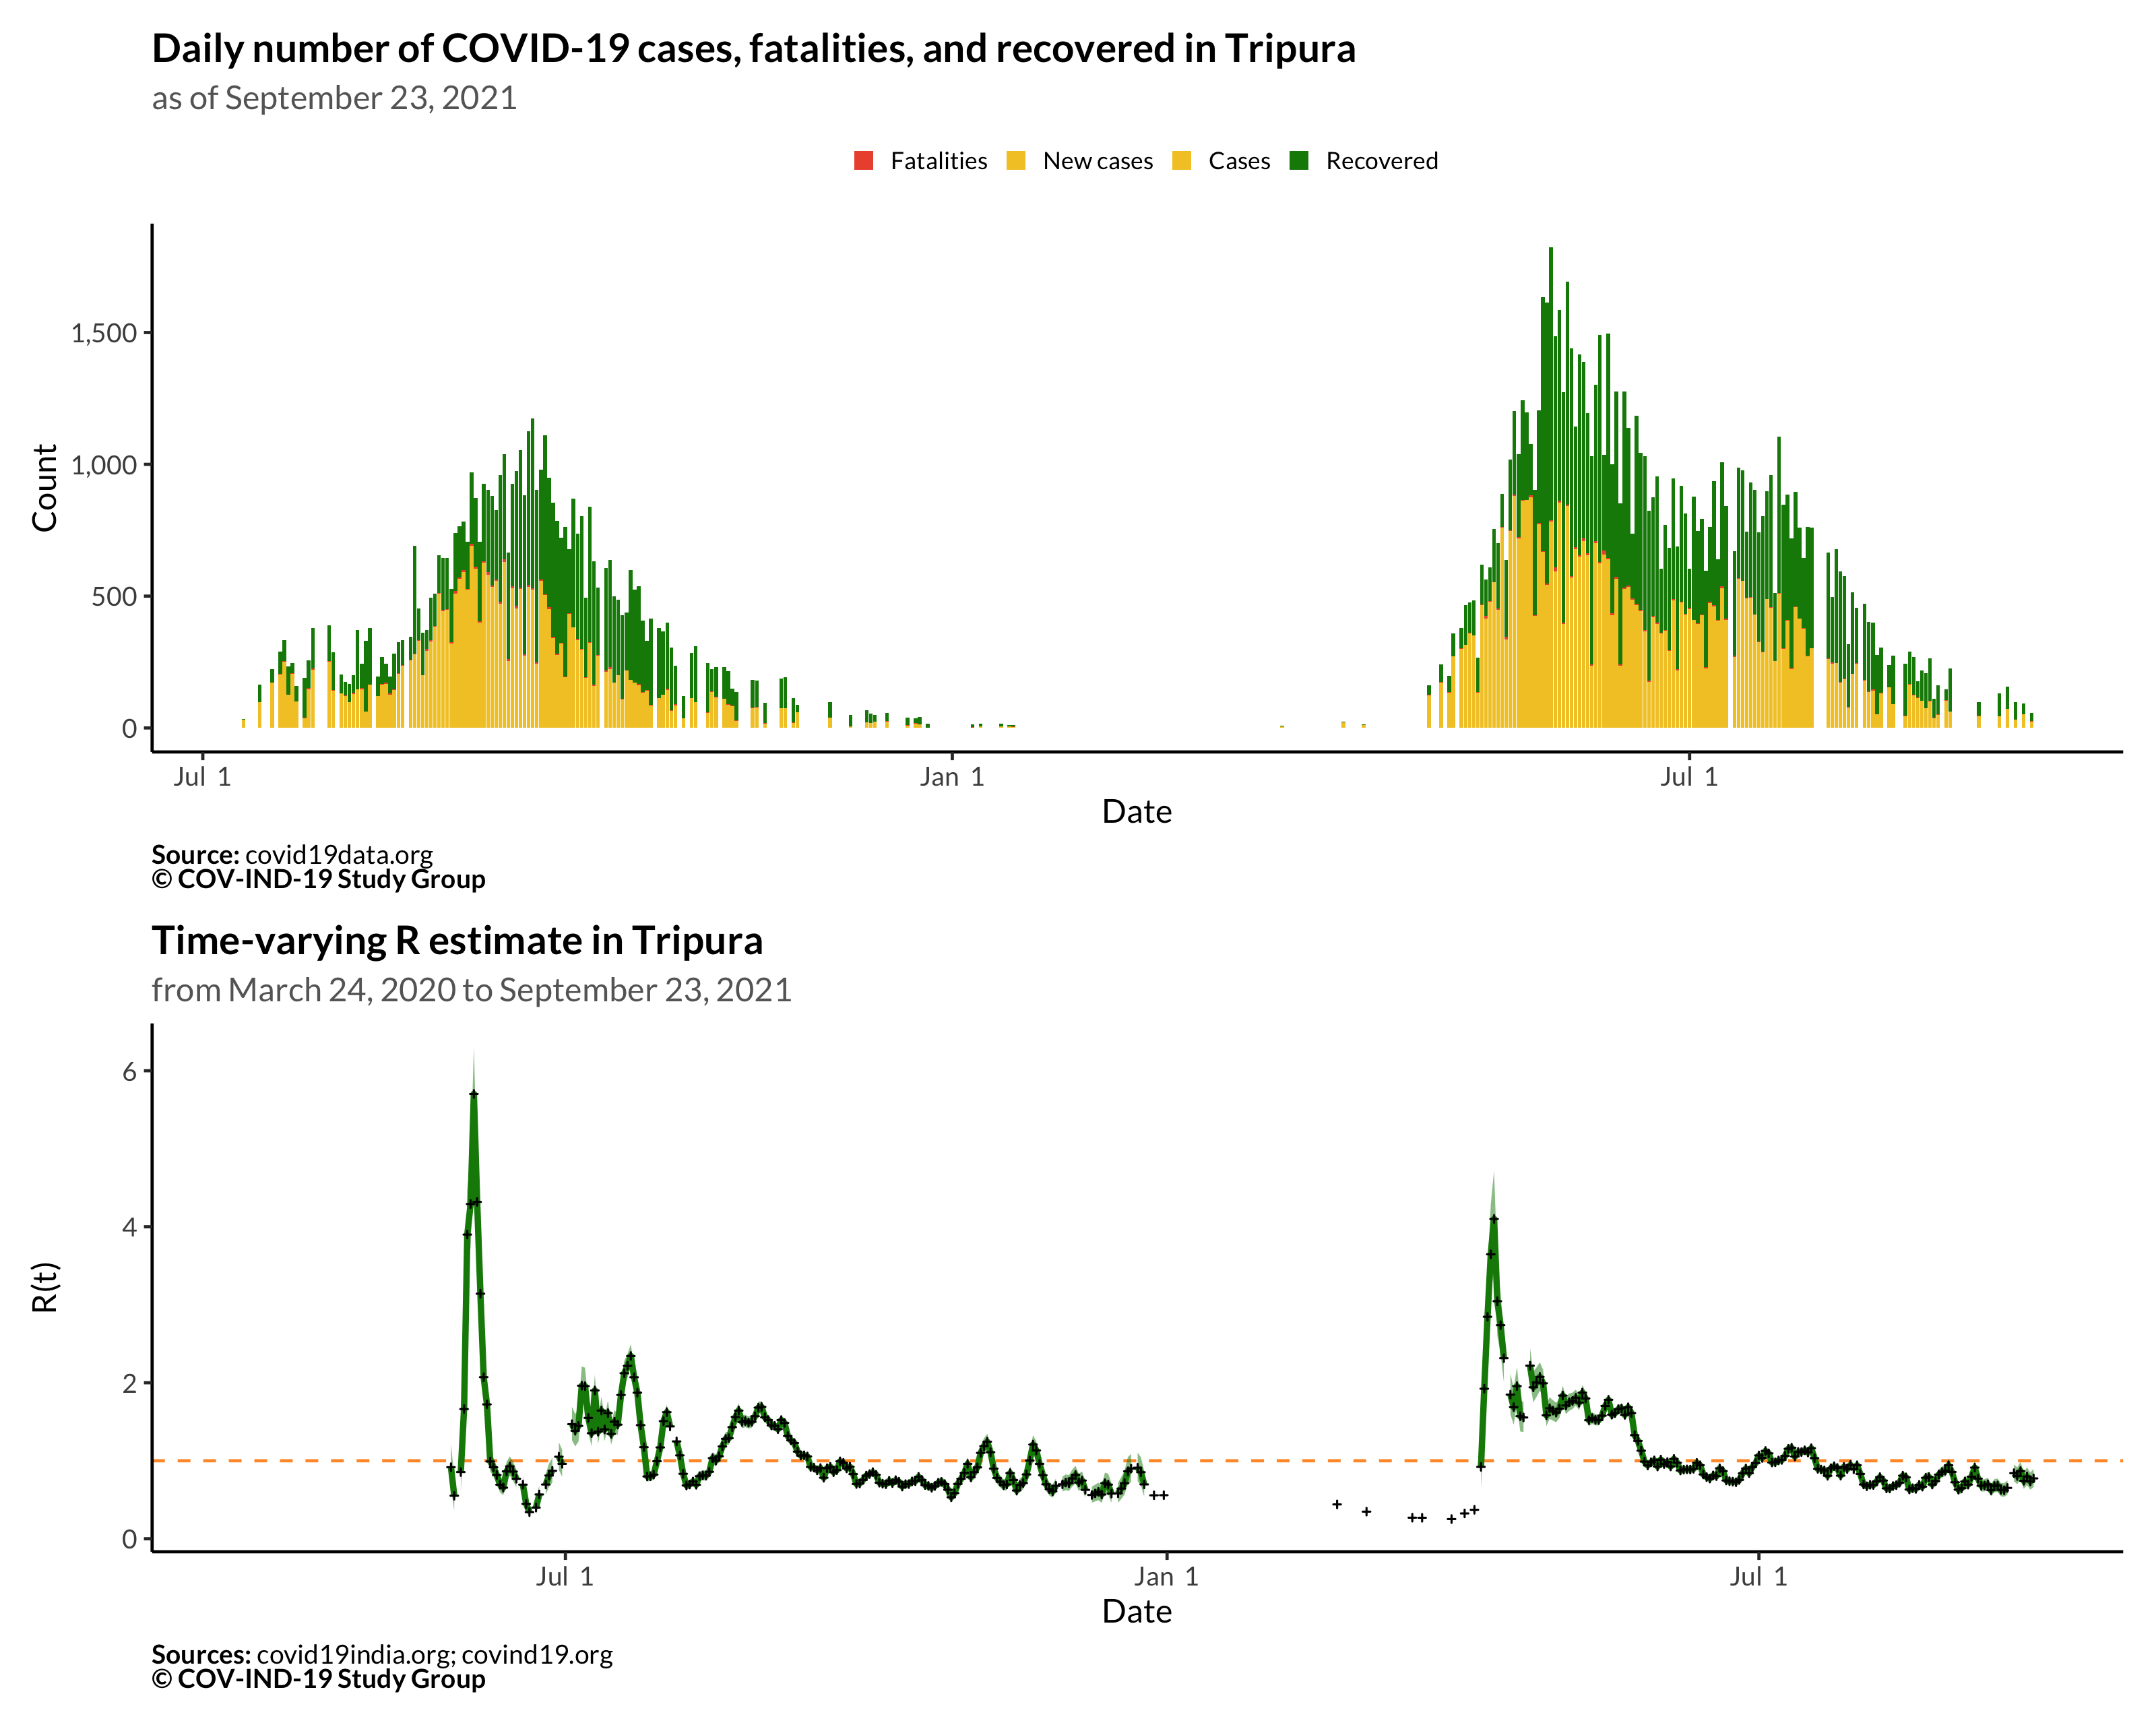 Daily number of COVID-19 cases, fatalities, and recovered in Tripura
as of September 23, 2021
Fatalities New cases Cases Recovered
Count
1,500
1,000
500
0
Jul 1 Jan 1 Jul 1
Date
Source: covid19data.org
© COV-IND-19 Study Group
Time-varying R estimate in Tripura
from March 24, 2020 to September 23, 2021
R(t)
6
4
2
0
Jul 1 Jan 1 Jul 1
Date
Sources: covid19india.org; covind19.org
© COV-IND-19 Study Group